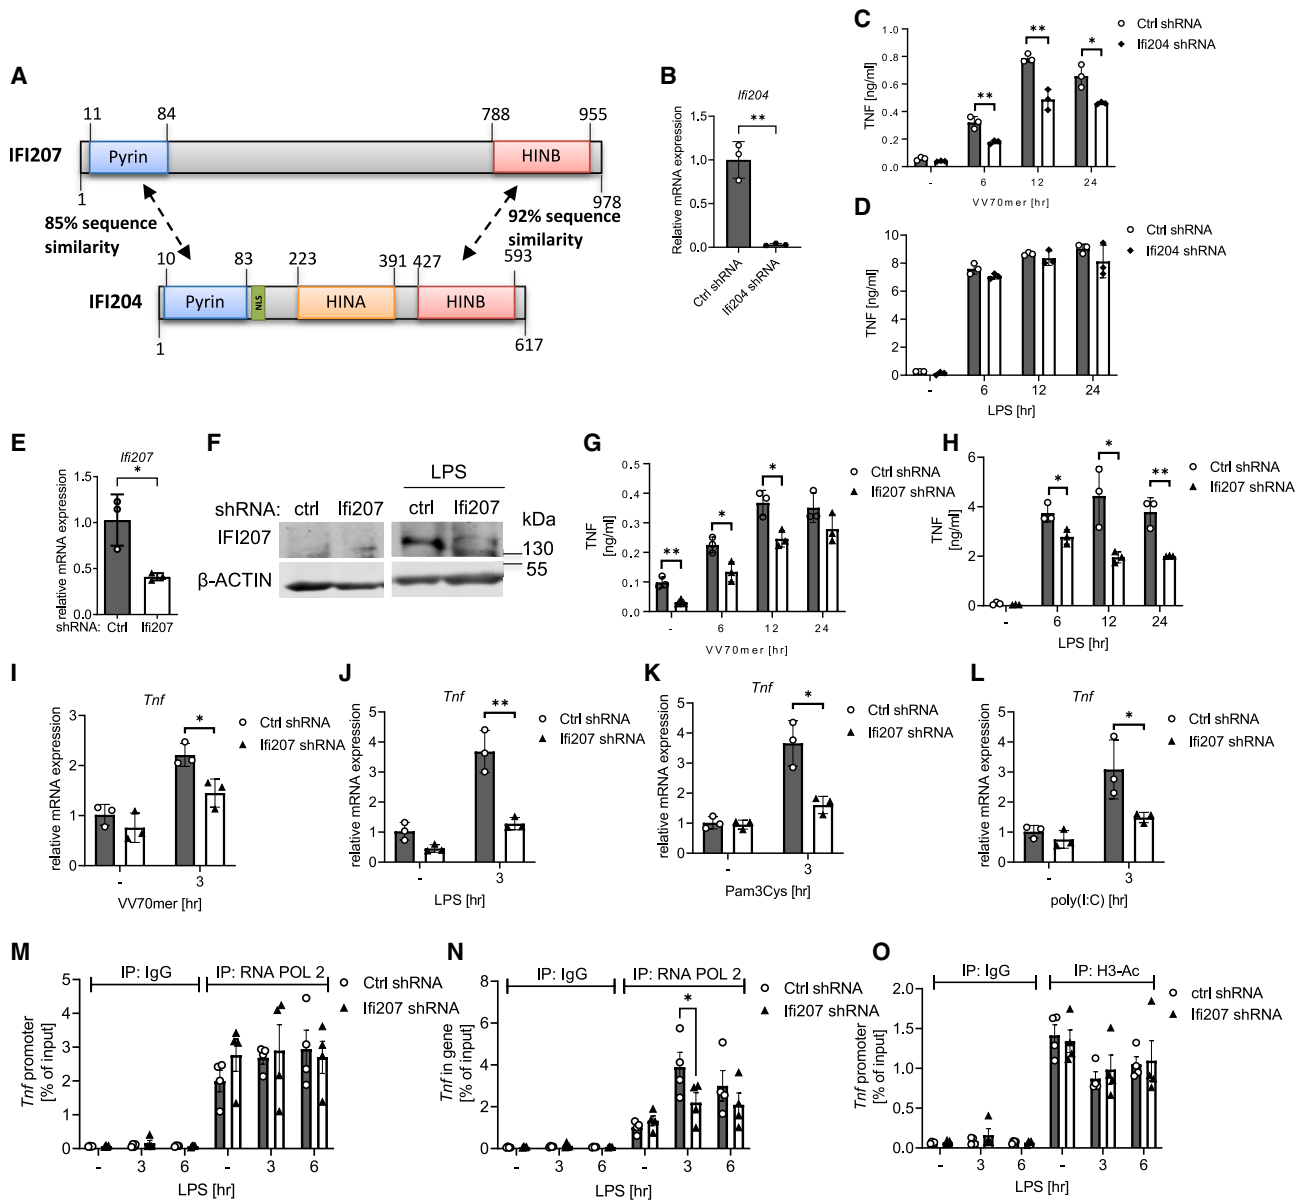 A
11 84 788 955
IFI207 Pyrin HINB
1 978
85% sequence similarity
92% sequence similarity
10 83 223 391 427 593
IFI204 Pyrin NLS HINA HINB
1 617
B
Ifi204
**
Relative mRNA expression
1.5
1.0
0.5
0.0
Ctrl shRNA
Ifi204 shRNA
C
Ctrl shRNA
Ifi204 shRNA
TNF [ng/ml]
1.0
0.8
0.6
0.4
0.2
0.0
** ** *
- 6 12 24
VV70mer [hr]
D
Ctrl shRNA
Ifi204 shRNA
TNF [ng/ml]
10
8
6
4
2
0
- 6 12 24
LPS [hr]
E
Ifi207
*
relative mRNA expression
1.5
1.0
0.5
0.0
shRNA: Ctrl Ifi207
F
LPS
shRNA: ctrl Ifi207 ctrl Ifi207
kDa
IFI207
130
55
β-ACTIN
G
Ctrl shRNA
Ifi207 shRNA
TNF
[ng/ml]
0.5
0.4
0.3
0.2
0.1
0.0
** * *
- 6 12 24
VV70mer [hr]
H
Ctrl shRNA
Ifi207 shRNA
TNF
[ng/ml]
6
4
2
0
* * **
- 6 12 24
LPS [hr]
I
Tnf
*
Ctrl shRNA
Ifi207 shRNA
relative mRNA expression
3
2
1
0
- 3
VV70mer [hr]
J
Tnf
**
Ctrl shRNA
Ifi207 shRNA
relative mRNA expression
5
4
3
2
1
0
- 3
LPS [hr]
K
Tnf
*
Ctrl shRNA
Ifi207 shRNA
relative mRNA expression
5
4
3
2
1
0
- 3
Pam3Cys [hr]
L
Tnf
*
Ctrl shRNA
Ifi207 shRNA
relative mRNA expression
5
4
3
2
1
0
- 3
poly(I:C) [hr]
M
IP: IgG IP: RNA POL 2
Ctrl shRNA
Ifi207 shRNA
Tnf promoter
[% of input]
5
4
3
2
1
0
- 3 6 - 3 6
LPS [hr]
N
IP: IgG IP: RNA POL 2
Ctrl shRNA
Ifi207 shRNA
*
Tnf in gene
[% of input]
8
6
4
2
0
- 3 6 - 3 6
LPS [hr]
O
IP: IgG IP: H3-Ac
ctrl shRNA
Ifi207 shRNA
Tnf promoter
[% of input]
2.0
1.5
1.0
0.5
0.0
- 3 6 - 3 6
LPS [hr]